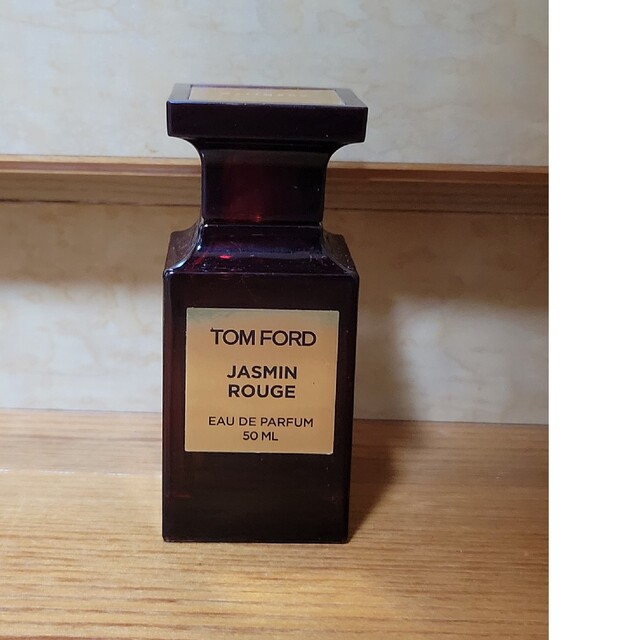 TOM FORD
JASMIN
ROUGE
EAU DE PARFUM
50 ML